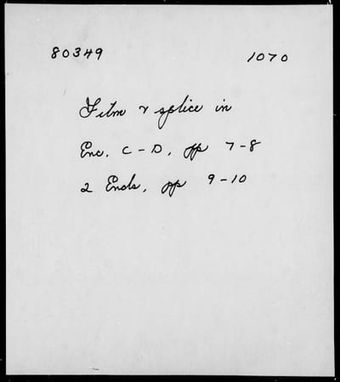 80349 1070
Film & splice in
Enc. C-D, pp 7-8
2 Encls, pp 9-10